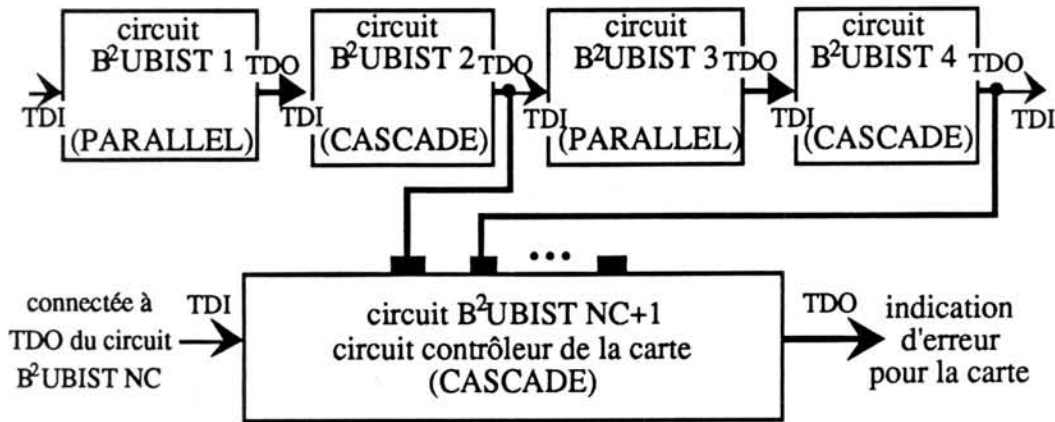 circuit
B²UBIST 1
TDO
TDI
(PARALLEL)
circuit
B²UBIST 2
TDO
TDI
(CASCADE)
circuit
B²UBIST 3
TDO
TDI
(PARALLEL)
circuit
B²UBIST 4
TDO
TDI
(CASCADE)
TDI
•••
connectée à
TDO du circuit
B²UBIST NC
TDI
circuit B²UBIST NC+1
circuit contrôleur de la carte
(CASCADE)
TDO
indication
d'erreur
pour la carte